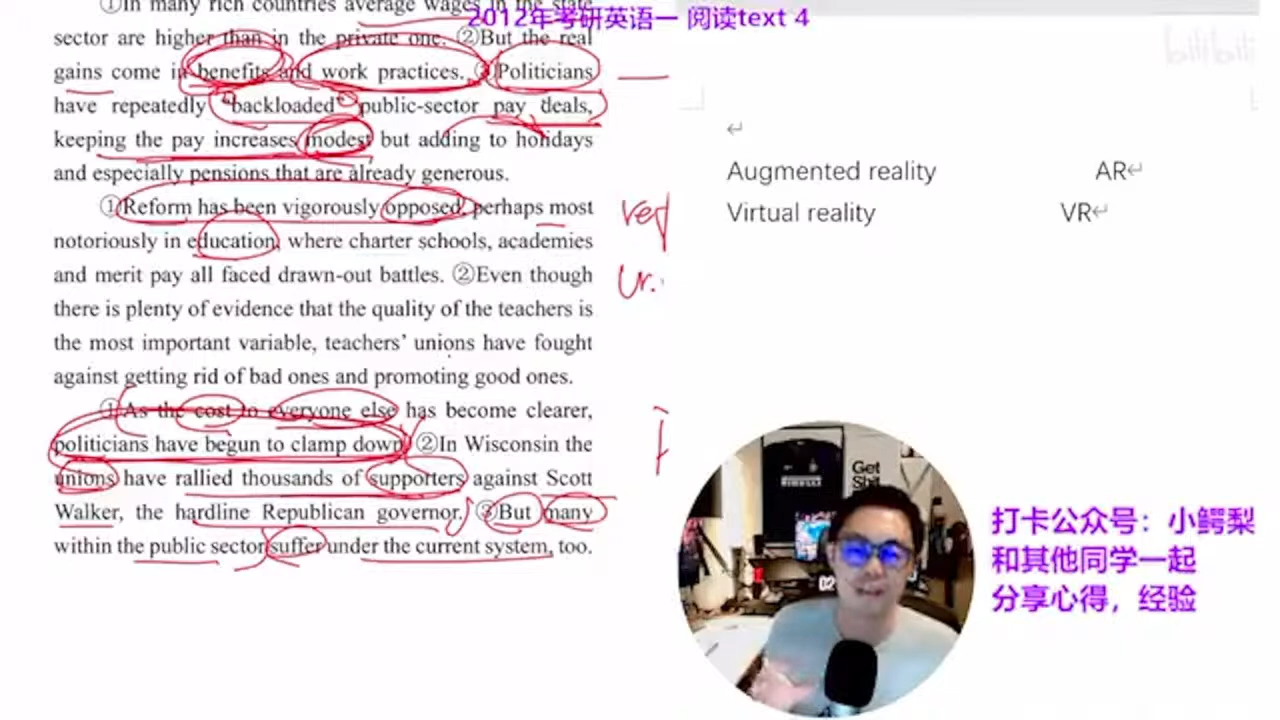 ①In many rich countries average wages in the state
2012年考研英语一 阅读text 4
sector are higher than in the private one. ②But the real
gains come in benefits and work practices. ③Politicians
have repeatedly "backloaded" public-sector pay deals,
keeping the pay increases modest but adding to holidays
and especially pensions that are already generous.
①Reform has been vigorously opposed, perhaps most
notoriously in education, where charter schools, academies
and merit pay all faced drawn-out battles. ②Even though
there is plenty of evidence that the quality of the teachers is
the most important variable, teachers' unions have fought
against getting rid of bad ones and promoting good ones.
①As the cost to everyone else has become clearer,
politicians have begun to clamp down. ②In Wisconsin the
unions have rallied thousands of supporters against Scott
Walker, the hardline Republican governor. ③But many
within the public sector suffer under the current system, too.
bilibili
Augmented reality AR
Virtual reality VR
Get
Shit
打卡公众号：小鳄梨
和其他同学一起
分享心得，经验